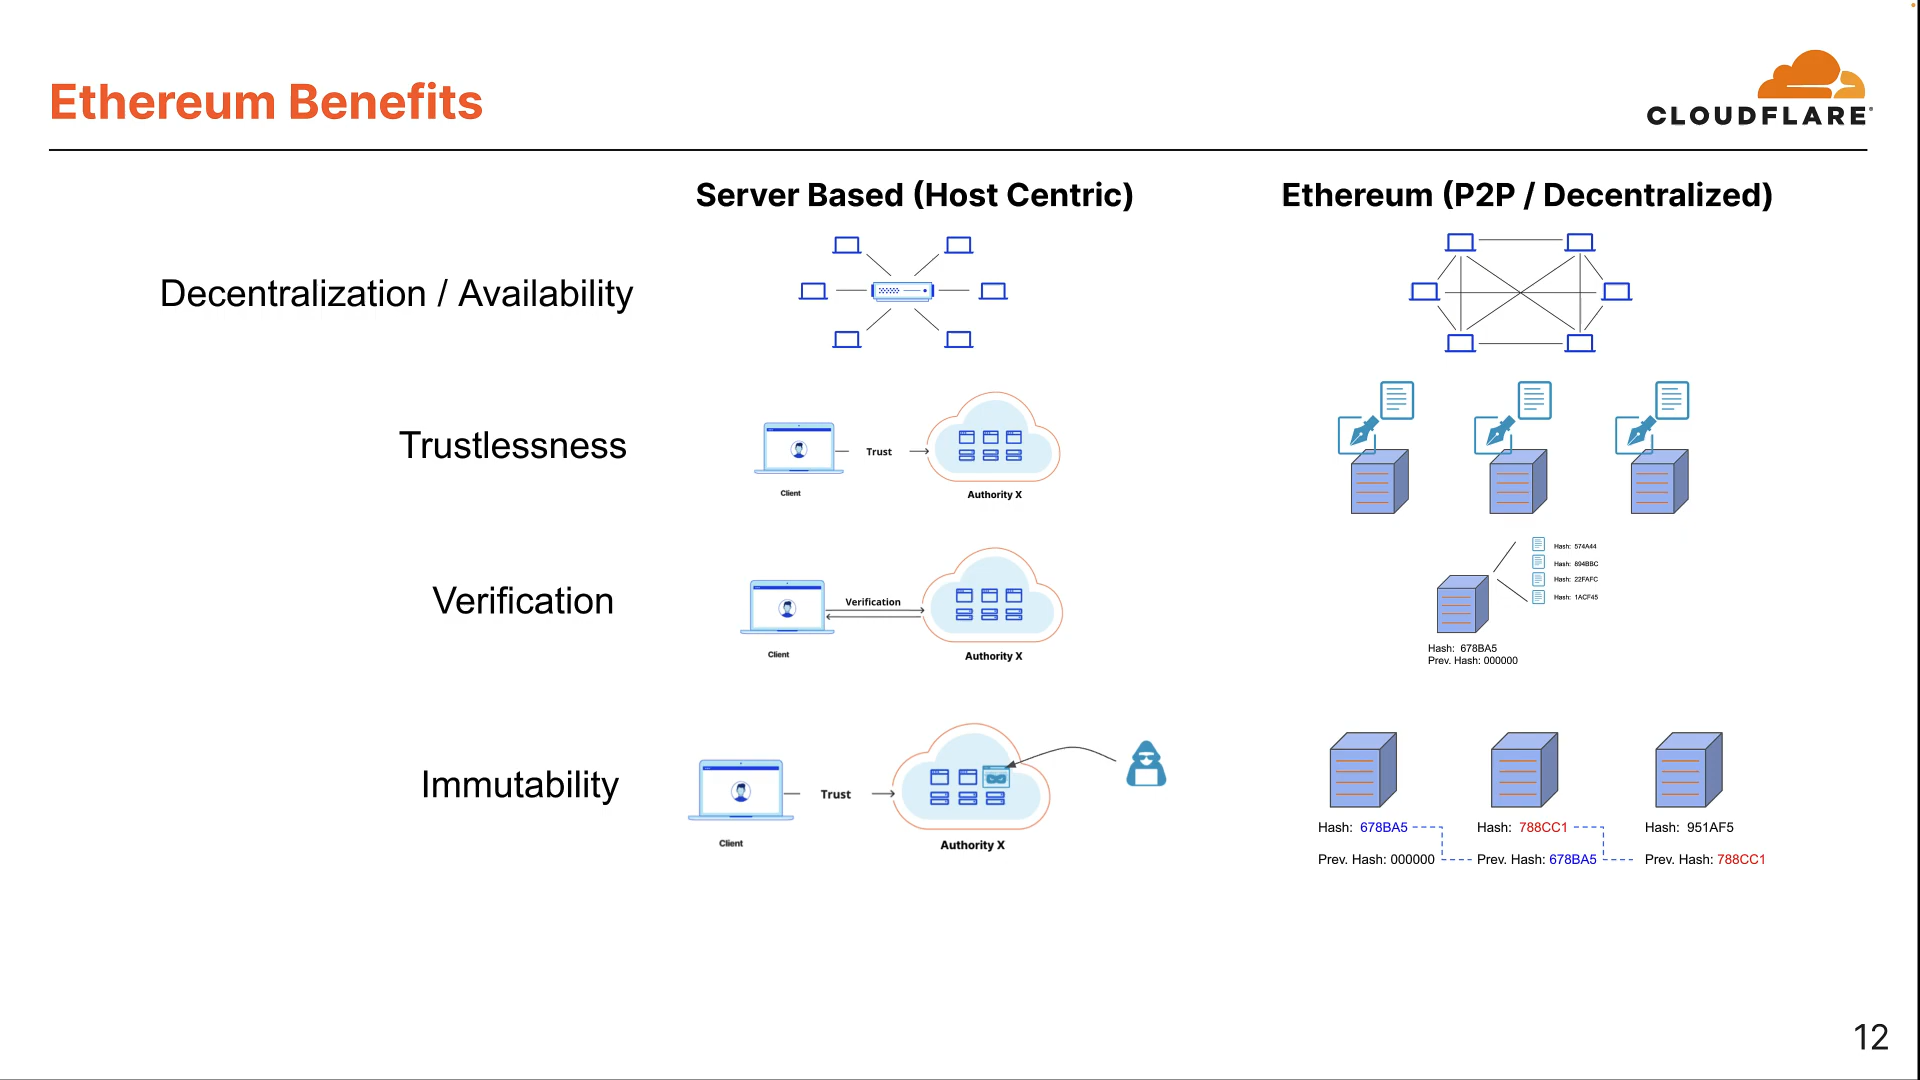 Ethereum Benefits
CLOUDFLARE
Server Based (Host Centric)
Ethereum (P2P / Decentralized)
Decentralization / Availability
Trustlessness
Trust
Client
Authority X
Verification
Verification
Client
Authority X
Hash: 574A44
Hash: 894BBC
Hash: 22FAFC
Hash: 1ACF45
Hash: 678BA5
Prev. Hash: 000000
Immutability
Trust
Client
Authority X
Hash: 678BA5
Prev. Hash: 000000
Hash: 788CC1
Prev. Hash: 678BA5
Hash: 951AF5
Prev. Hash: 788CC1
12